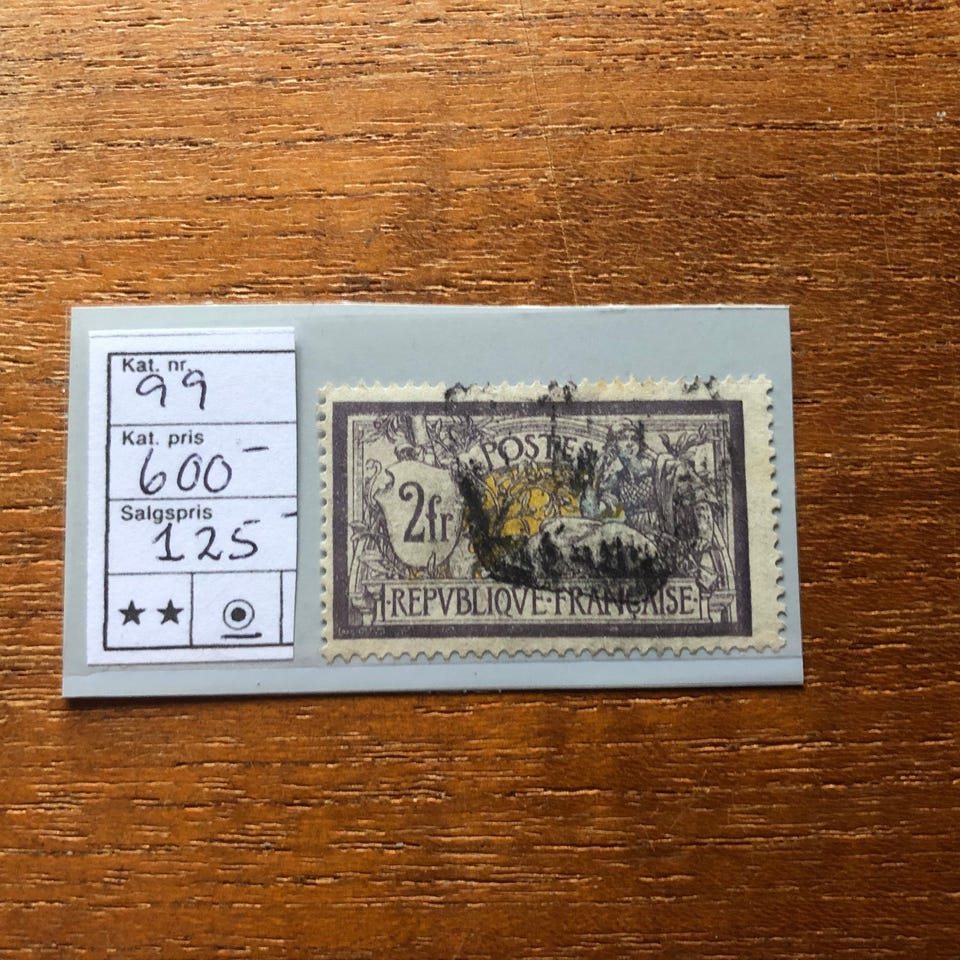 Kat. nr.
99
Kat. pris
600-
Salgspris
125-
POSTES
2fr
REPVBLIQVE·FRANÇAISE